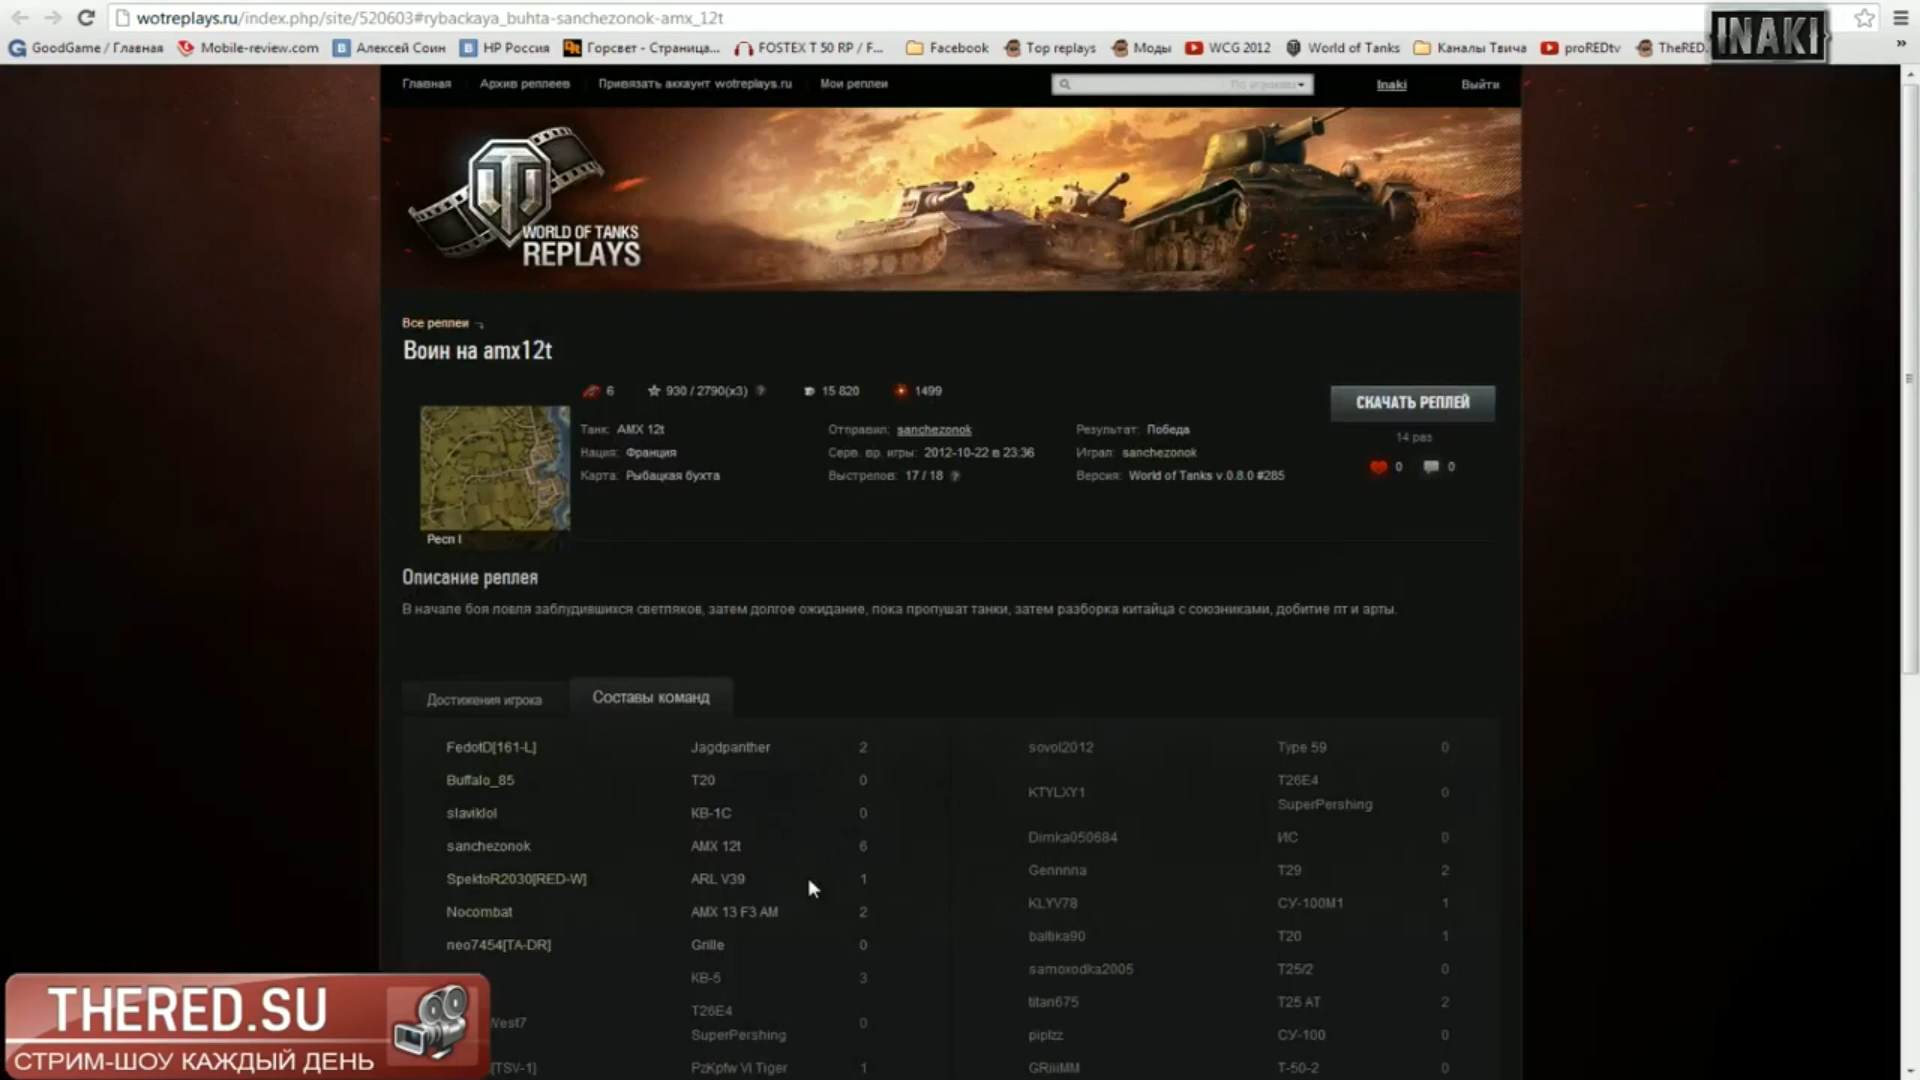 wotreplays.ru/index.php/site/520603#rybackaya_buhta-sanchezonok-amx_12t
GoodGame / Главная Mobile-review.com Алексей Соин HP Россия Горсвет - Страница... FOSTEX T 50 RP / F... Facebook Top replays Моды WCG 2012 World of Tanks Каналы Твича proREDtv TheRED. »
INAKI
Главная Архив реплеев Привязать аккаунт wotreplays.ru Мои реплеи По игрокам Inaki Выйти
WORLD OF TANKS
REPLAYS
Все реплеи
Воин на amx12t
6 930 / 2790(x3) ? 15 820 1499
СКАЧАТЬ РЕПЛЕЙ
14 раз
0 0
Танк: AMX 12t Отправил: sanchezonok Результат: Победа
Нация: Франция Серв. вр. игры: 2012-10-22 в 23:36 Играл: sanchezonok
Карта: Рыбацкая бухта Выстрелов: 17 / 18 ? Версия: World of Tanks v.0.8.0 #285
Респ I
Описание реплея
В начале боя ловля заблудившихся светляков, затем долгое ожидание, пока пропушат танки, затем разборка китайца с союзниками, добитие пт и арты.
Достижения игрока Составы команд
FedotD[161-L] Jagdpanther 2 sovol2012 Type 59 0
Buffalo_85 T20 0 KTYLXY1 T26E4 SuperPershing 0
slaviklol КВ-1С 0 Dimka050684 ИС 0
sanchezonok AMX 12t 6 Gennnna T29 2
SpektoR2030[RED-W] ARL V39 1 KLYV78 СУ-100М1 1
Nocombat AMX 13 F3 AM 2 baltika90 T20 1
neo7454[TA-DR] Grille 0 samoxodka2005 T25/2 0
КВ-5 3 titan675 T25 AT 2
West7 T26E4 SuperPershing 0 piplzz СУ-100 0
[TSV-1] PzKpfw VI Tiger 1 GRiiiMM Т-50-2 0
THERED.SU
СТРИМ-ШОУ КАЖДЫЙ ДЕНЬ